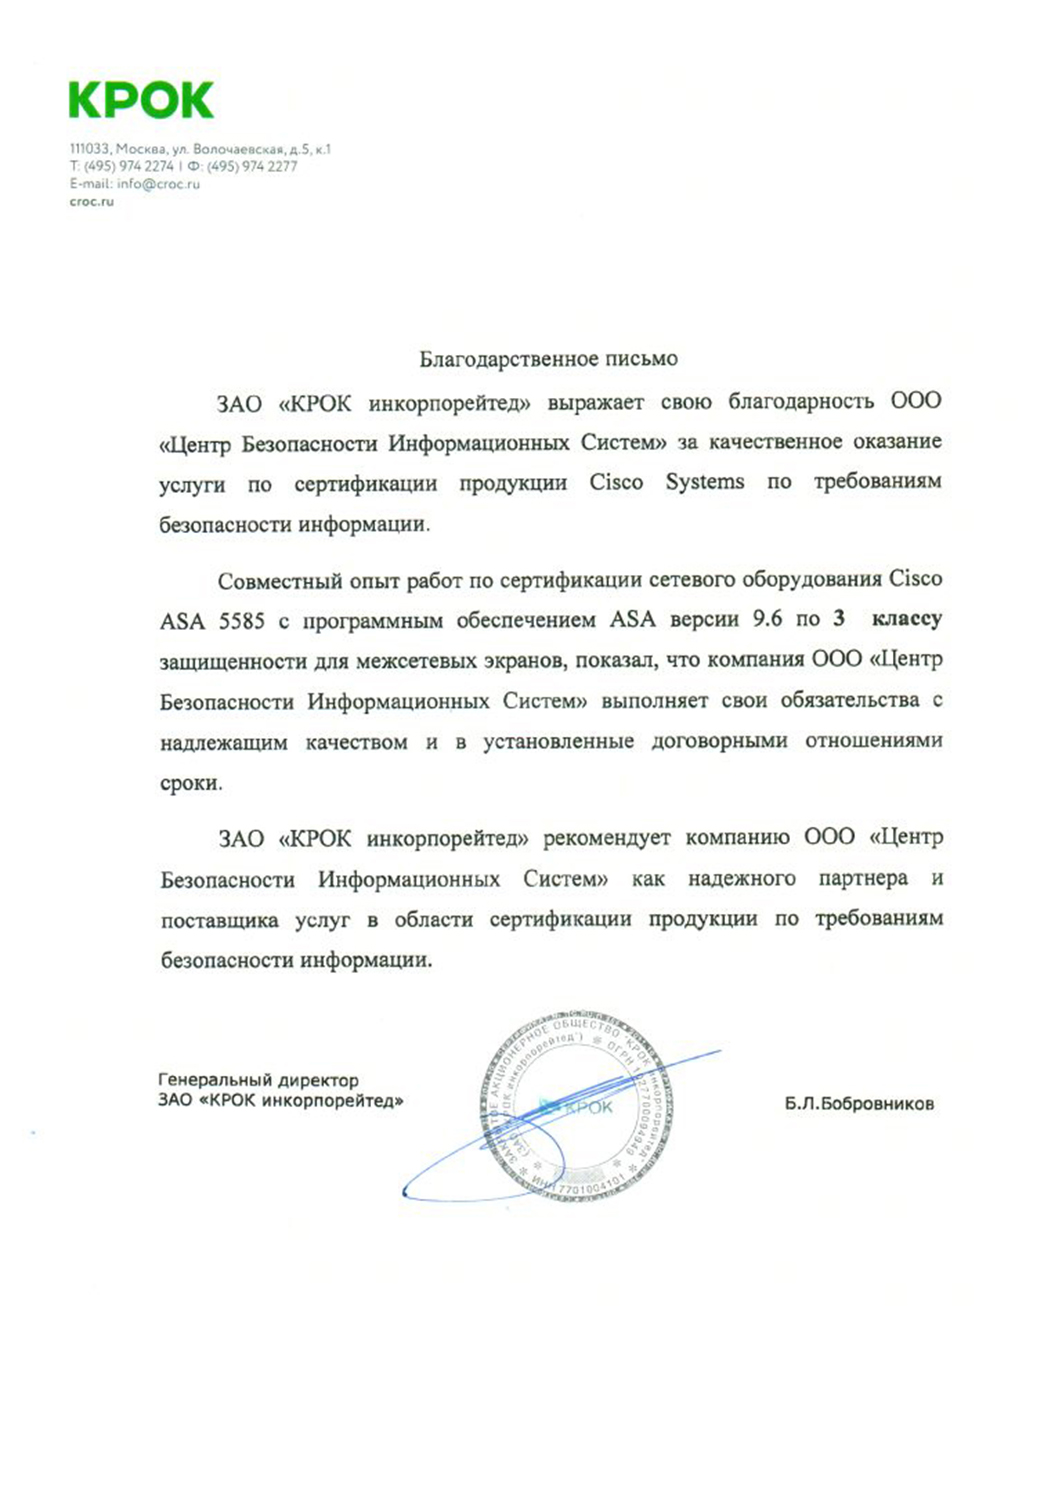 КРОК
111033, Москва, ул. Волочаевская, д.5, к.1
Т: (495) 974 2274 | Ф: (495) 974 2277
E-mail: info@croc.ru
croc.ru
Благодарственное письмо
ЗАО «КРОК инкорпорейтед» выражает свою благодарность ООО
«Центр Безопасности Информационных Систем» за качественное оказание
услуги по сертификации продукции Cisco Systems по требованиям
безопасности информации.
Совместный опыт работ по сертификации сетевого оборудования Cisco
ASA 5585 с программным обеспечением ASA версии 9.6 по 3 классу
защищенности для межсетевых экранов, показал, что компания ООО «Центр
Безопасности Информационных Систем» выполняет свои обязательства с
надлежащим качеством и в установленные договорными отношениями
сроки.
ЗАО «КРОК инкорпорейтед» рекомендует компанию ООО «Центр
Безопасности Информационных Систем» как надежного партнера и
поставщика услуг в области сертификации продукции по требованиям
безопасности информации.
Генеральный директор
ЗАО «КРОК инкорпорейтед»
Б.Л.Бобровников
ЗАКРЫТОЕ АКЦИОНЕРНОЕ ОБЩЕСТВО "КРОК инкорпорейтед"
(ЗАО "КРОК инкорпорейтед") * ОГРН 1027700094949
* ИНН 7701004101 *
КРОК